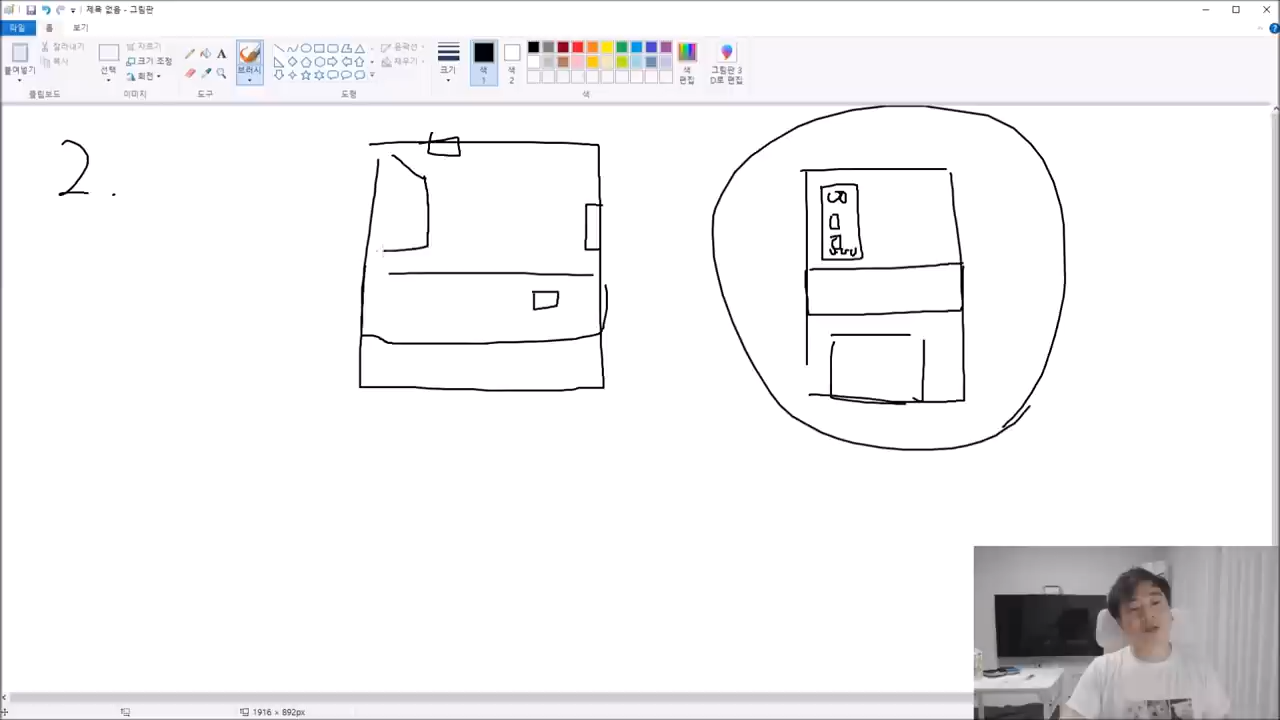 제목 없음 - 그림판
파일
홈
보기
붙여넣기
잘라내기
복사
클립보드
선택
자르기
크기 조정
회전
이미지
A
도구
브러시
윤곽선
채우기
도형
크기
색
1
색
2
색
편집
그림판 3
D로 편집
색
2.
1916 × 892px